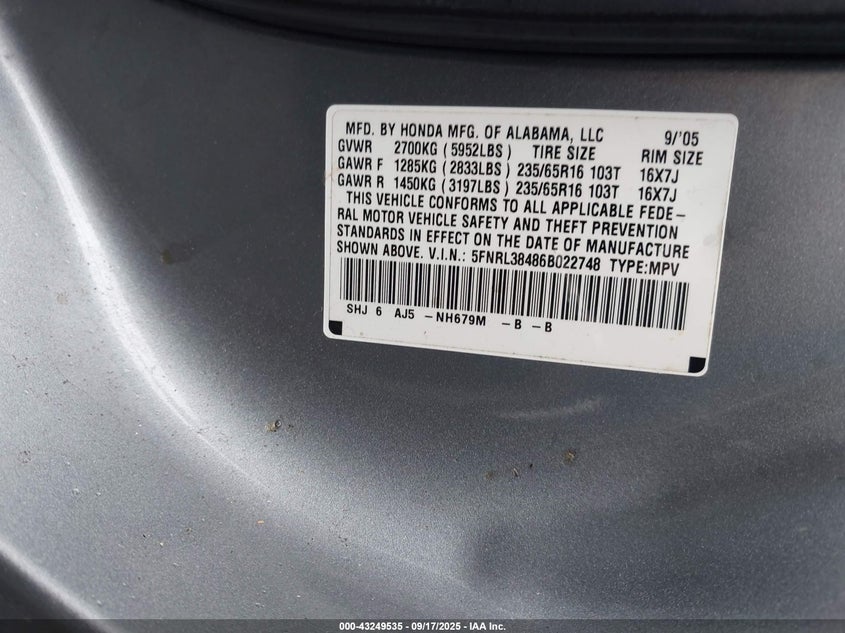 MFD. BY HONDA MFG. OF ALABAMA, LLC 9/'05
GVWR 2700KG (5952LBS) TIRE SIZE RIM SIZE
GAWR F 1285KG (2833LBS) 235/65R16 103T 16X7J
GAWR R 1450KG (3197LBS) 235/65R16 103T 16X7J
THIS VEHICLE CONFORMS TO ALL APPLICABLE FEDE-
RAL MOTOR VEHICLE SAFETY AND THEFT PREVENTION
STANDARDS IN EFFECT ON THE DATE OF MANUFACTURE
SHOWN ABOVE. V.I.N.: 5FNRL38486B022748 TYPE:MPV
SHJ 6 AJ5 -NH679M -B -B
000-43249535 - 09/17/2025 - IAA Inc.